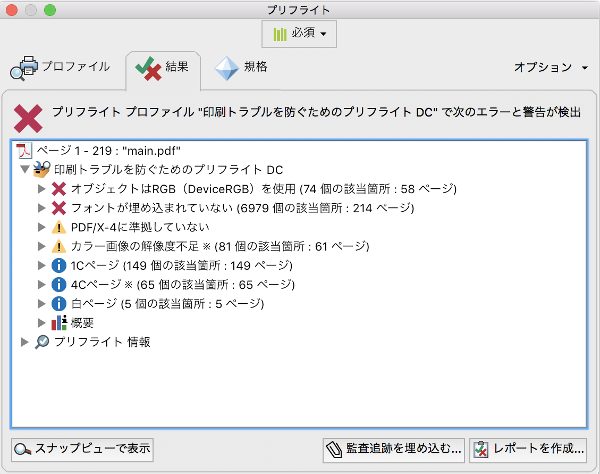 プリフライト
必須
プロファイル
結果
規格
オプション
プリフライト プロファイル "印刷トラブルを防ぐためのプリフライト DC" で次のエラーと警告が検出
ページ 1 - 219 : "main.pdf"
印刷トラブルを防ぐためのプリフライト DC
オブジェクトはRGB（DeviceRGB）を使用 (74 個の該当箇所 : 58 ページ)
フォントが埋め込まれていない (6979 個の該当箇所 : 214 ページ)
PDF/X-4に準拠していない
カラー画像の解像度不足 ※ (81 個の該当箇所 : 61 ページ)
1Cページ (149 個の該当箇所 : 149 ページ)
4Cページ ※ (65 個の該当箇所 : 65 ページ)
白ページ (5 個の該当箇所 : 5 ページ)
概要
プリフライト 情報
スナップビューで表示
監査追跡を埋め込む...
レポートを作成...